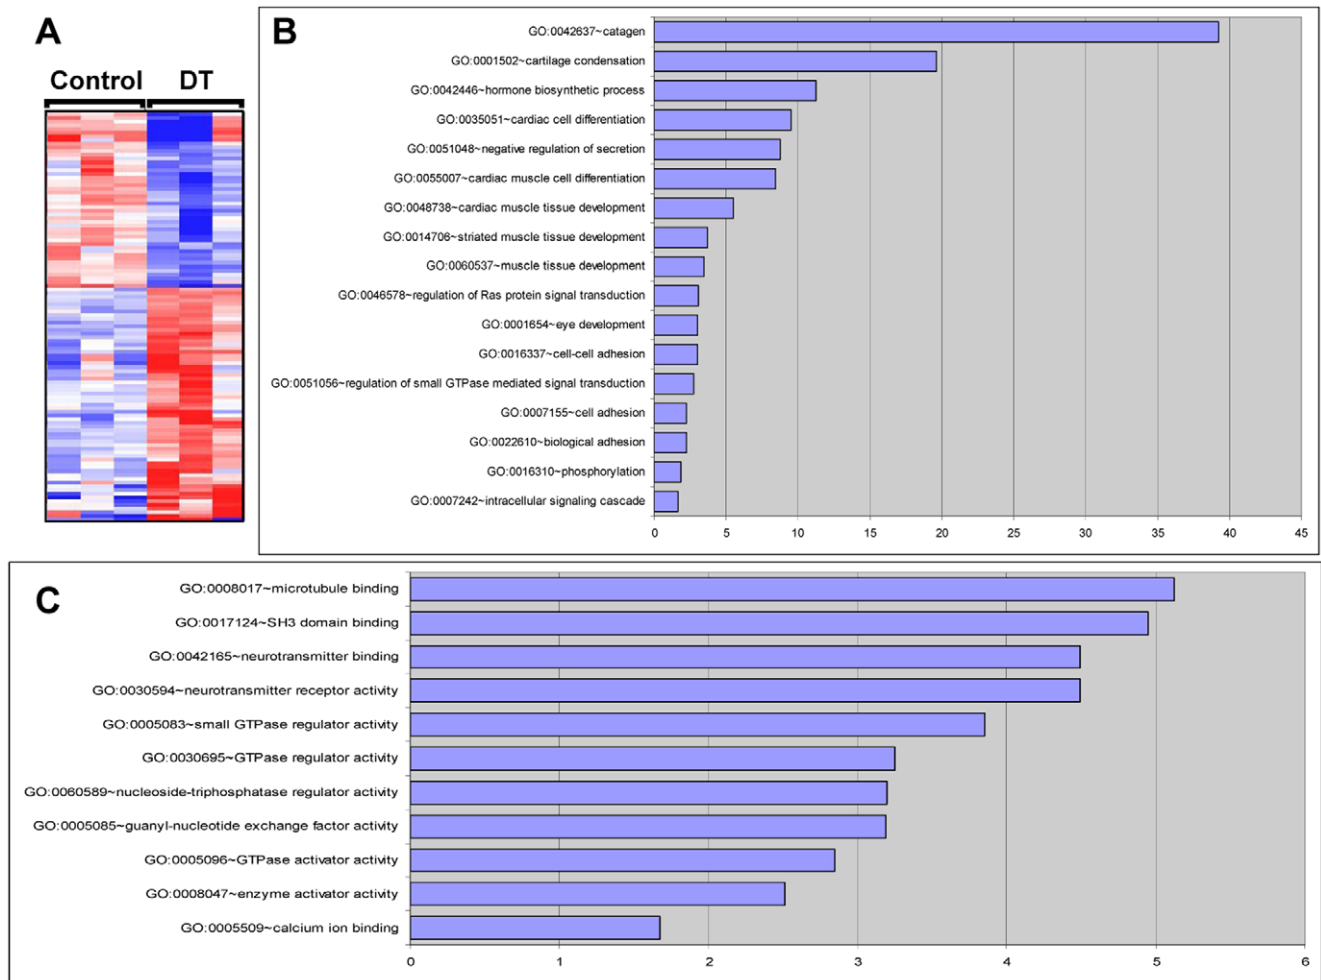 A
Control DT
B
GO:0042637~catagen
GO:0001502~cartilage condensation
GO:0042446~hormone biosynthetic process
GO:0035051~cardiac cell differentiation
GO:0051048~negative regulation of secretion
GO:0055007~cardiac muscle cell differentiation
GO:0048738~cardiac muscle tissue development
GO:0014706~striated muscle tissue development
GO:0060537~muscle tissue development
GO:0046578~regulation of Ras protein signal transduction
GO:0001654~eye development
GO:0016337~cell-cell adhesion
GO:0051056~regulation of small GTPase mediated signal transduction
GO:0007155~cell adhesion
GO:0022610~biological adhesion
GO:0016310~phosphorylation
GO:0007242~intracellular signaling cascade
0 5 10 15 20 25 30 35 40 45
C
GO:0008017~microtubule binding
GO:0017124~SH3 domain binding
GO:0042165~neurotransmitter binding
GO:0030594~neurotransmitter receptor activity
GO:0005083~small GTPase regulator activity
GO:0030695~GTPase regulator activity
GO:0060589~nucleoside-triphosphatase regulator activity
GO:0005085~guanyl-nucleotide exchange factor activity
GO:0005096~GTPase activator activity
GO:0008047~enzyme activator activity
GO:0005509~calcium ion binding
0 1 2 3 4 5 6